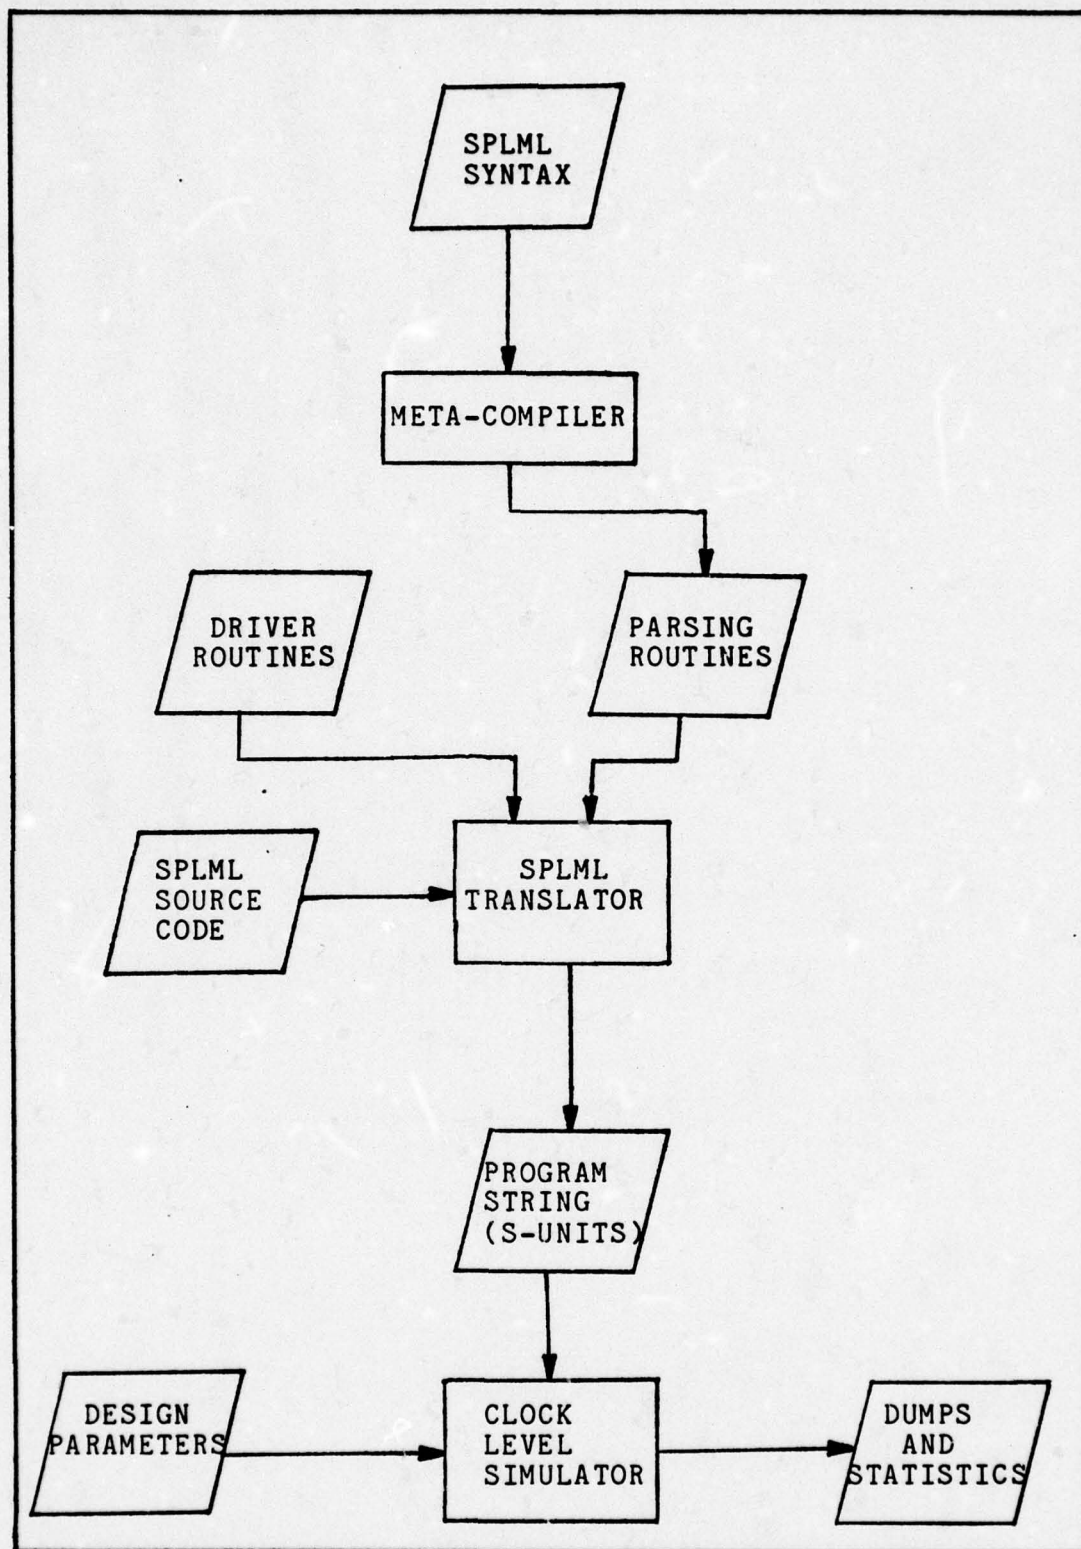 SPLML
SYNTAX
META-COMPILER
DRIVER
ROUTINES
PARSING
ROUTINES
SPLML
SOURCE
CODE
SPLML
TRANSLATOR
PROGRAM
STRING
(S-UNITS)
DESIGN
PARAMETERS
CLOCK
LEVEL
SIMULATOR
DUMPS
AND
STATISTICS